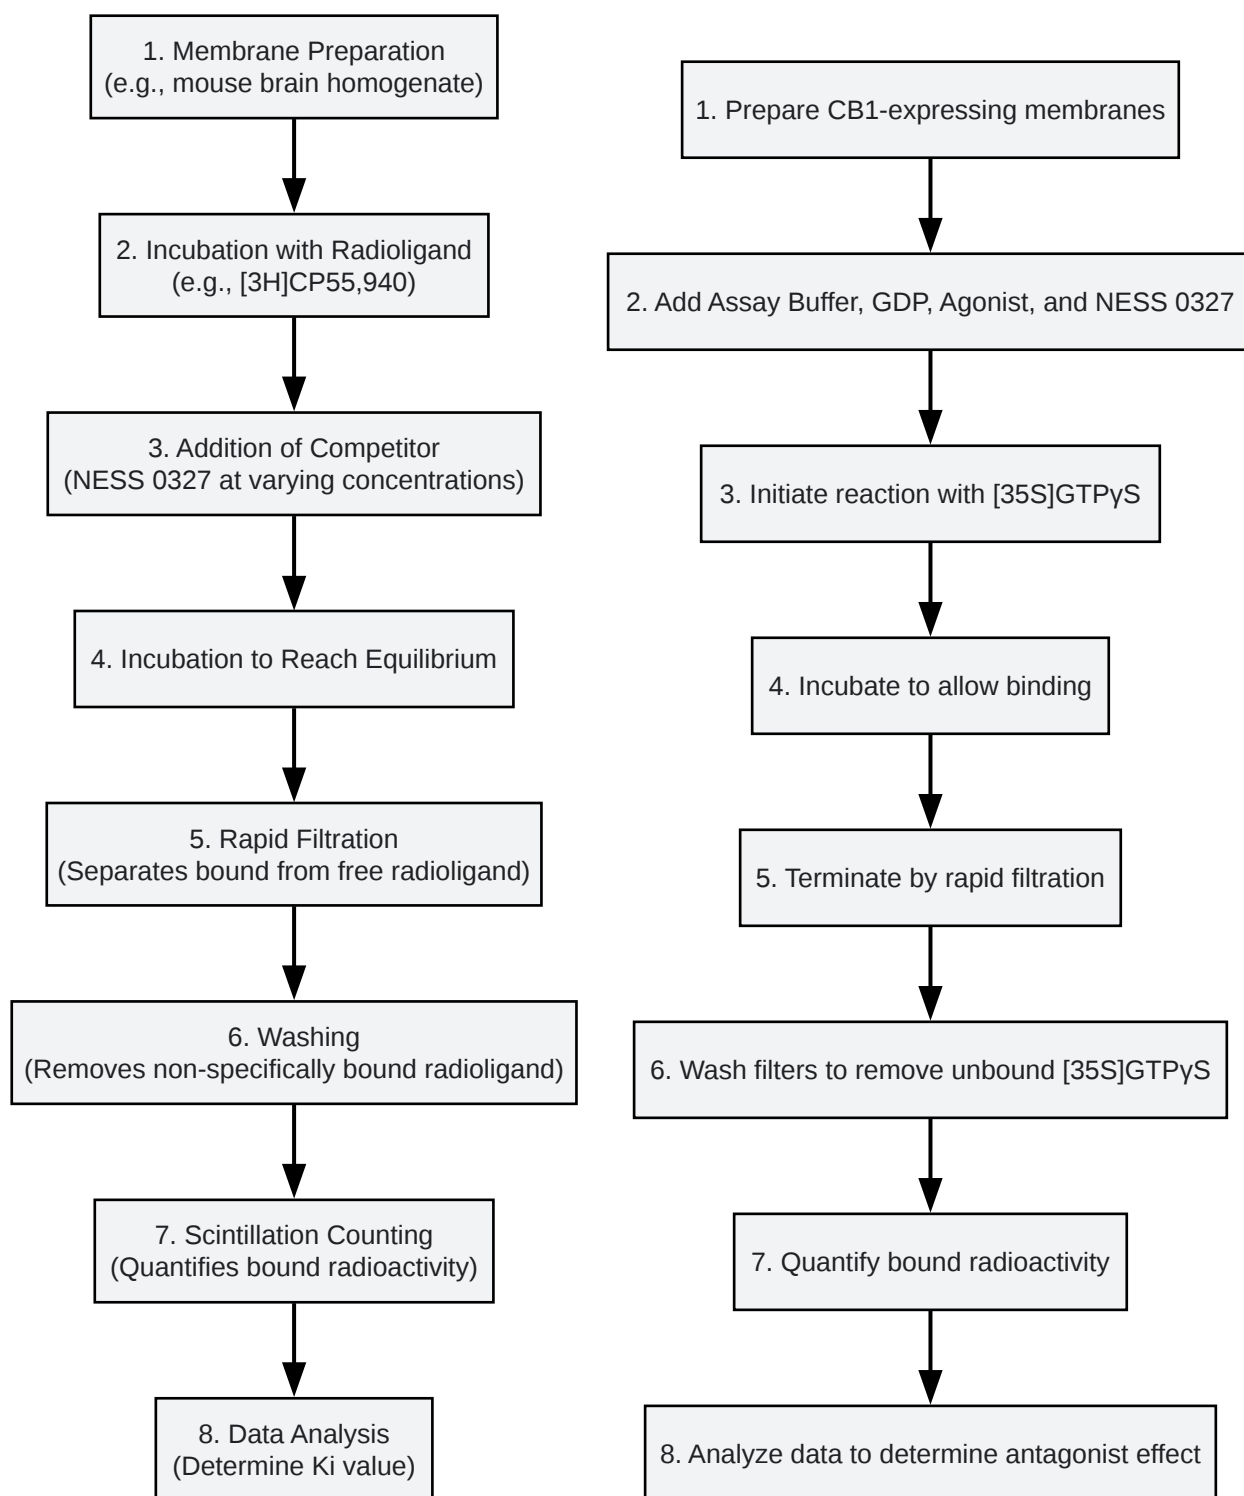 1. Membrane Preparation
(e.g., mouse brain homogenate)
2. Incubation with Radioligand
(e.g., [3H]CP55,940)
3. Addition of Competitor
(NESS 0327 at varying concentrations)
4. Incubation to Reach Equilibrium
5. Rapid Filtration
(Separates bound from free radioligand)
6. Washing
(Removes non-specifically bound radioligand)
7. Scintillation Counting
(Quantifies bound radioactivity)
8. Data Analysis
(Determine Ki value)
1. Prepare CB1-expressing membranes
2. Add Assay Buffer, GDP, Agonist, and NESS 0327
3. Initiate reaction with [35S]GTPγS
4. Incubate to allow binding
5. Terminate by rapid filtration
6. Wash filters to remove unbound [35S]GTPγS
7. Quantify bound radioactivity
8. Analyze data to determine antagonist effect